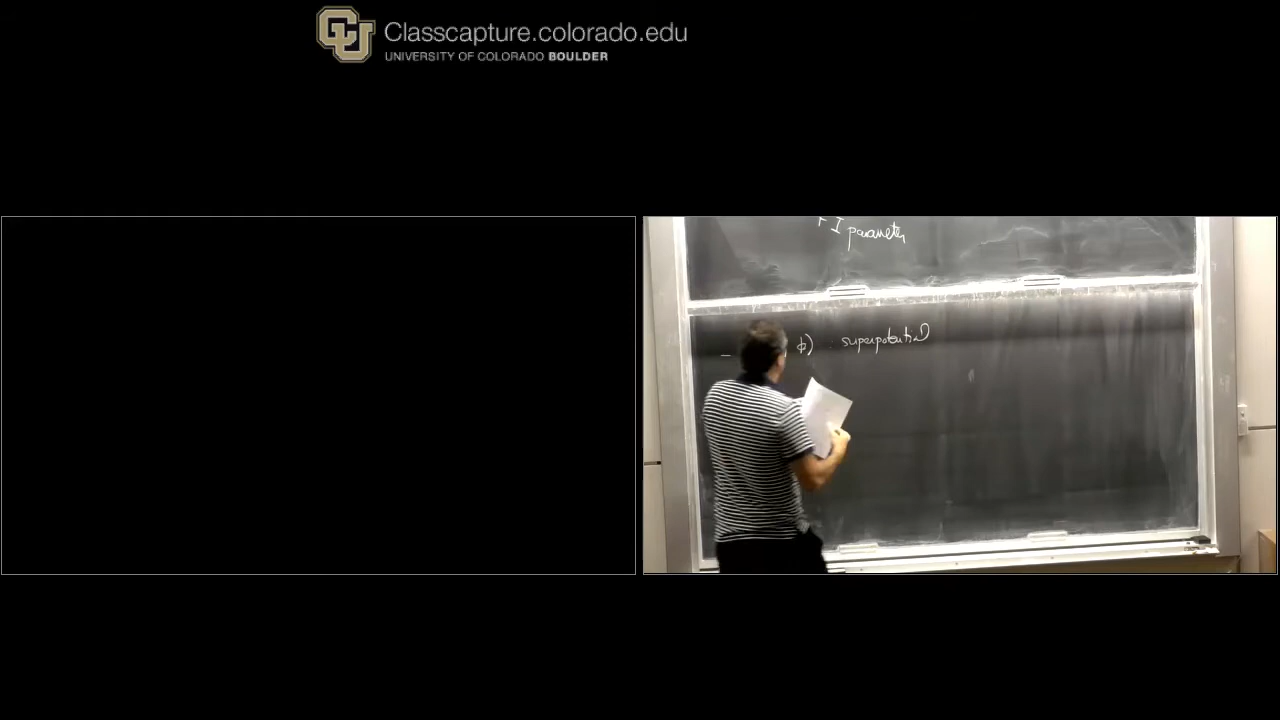 Classcapture.colorado.edu
UNIVERSITY OF COLORADO BOULDER
FI parameter
- ϕ) : superpotential